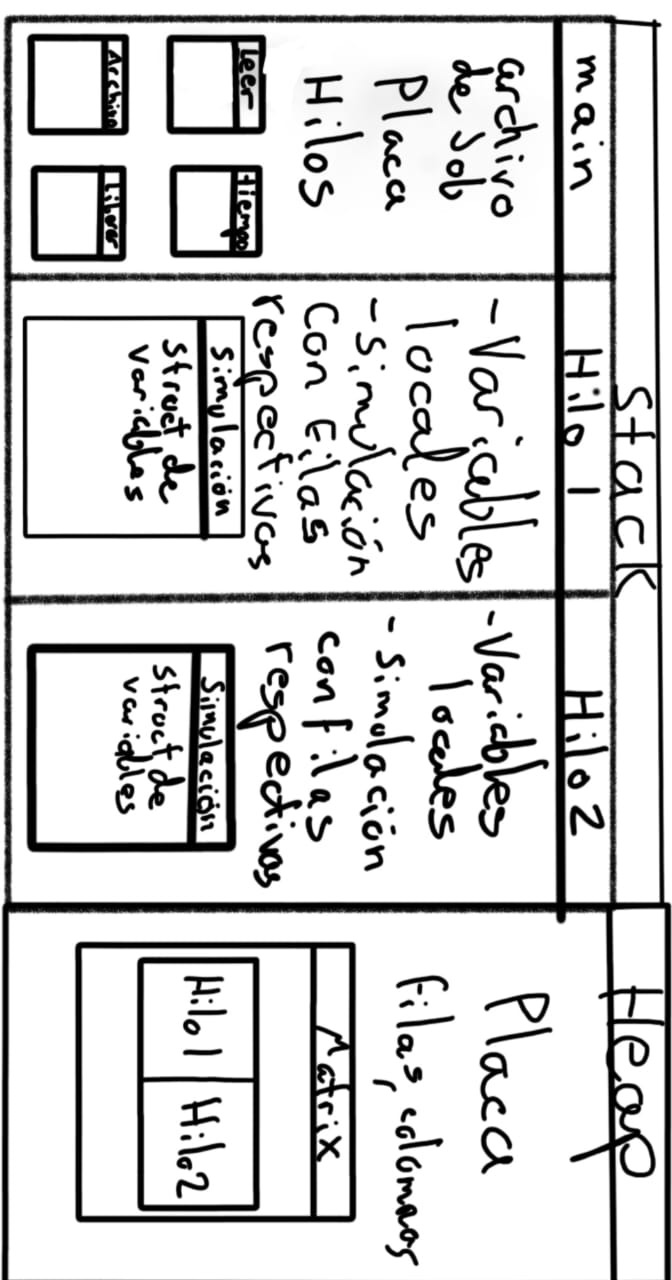 Stack
main
archivo
de Job
Placa
Hilos
Leer
tiempo
Archivo
Liberar
Hilo 1
-Variables
locales
-Simulación
con filas
respectivas
Simulación
Struct de
variables
Hilo 2
-Variables
locales
-Simulación
con filas
respectivas
Simulación
Struct de
variables
Heap
Placa
Filas, columnas
Matrix
Hilo 1 Hilo 2